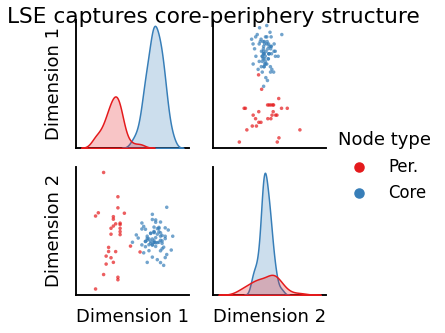 LSE captures core-periphery structure
Dimension 1
Dimension 2
Dimension 1
Dimension 2
Node type
Per.
Core